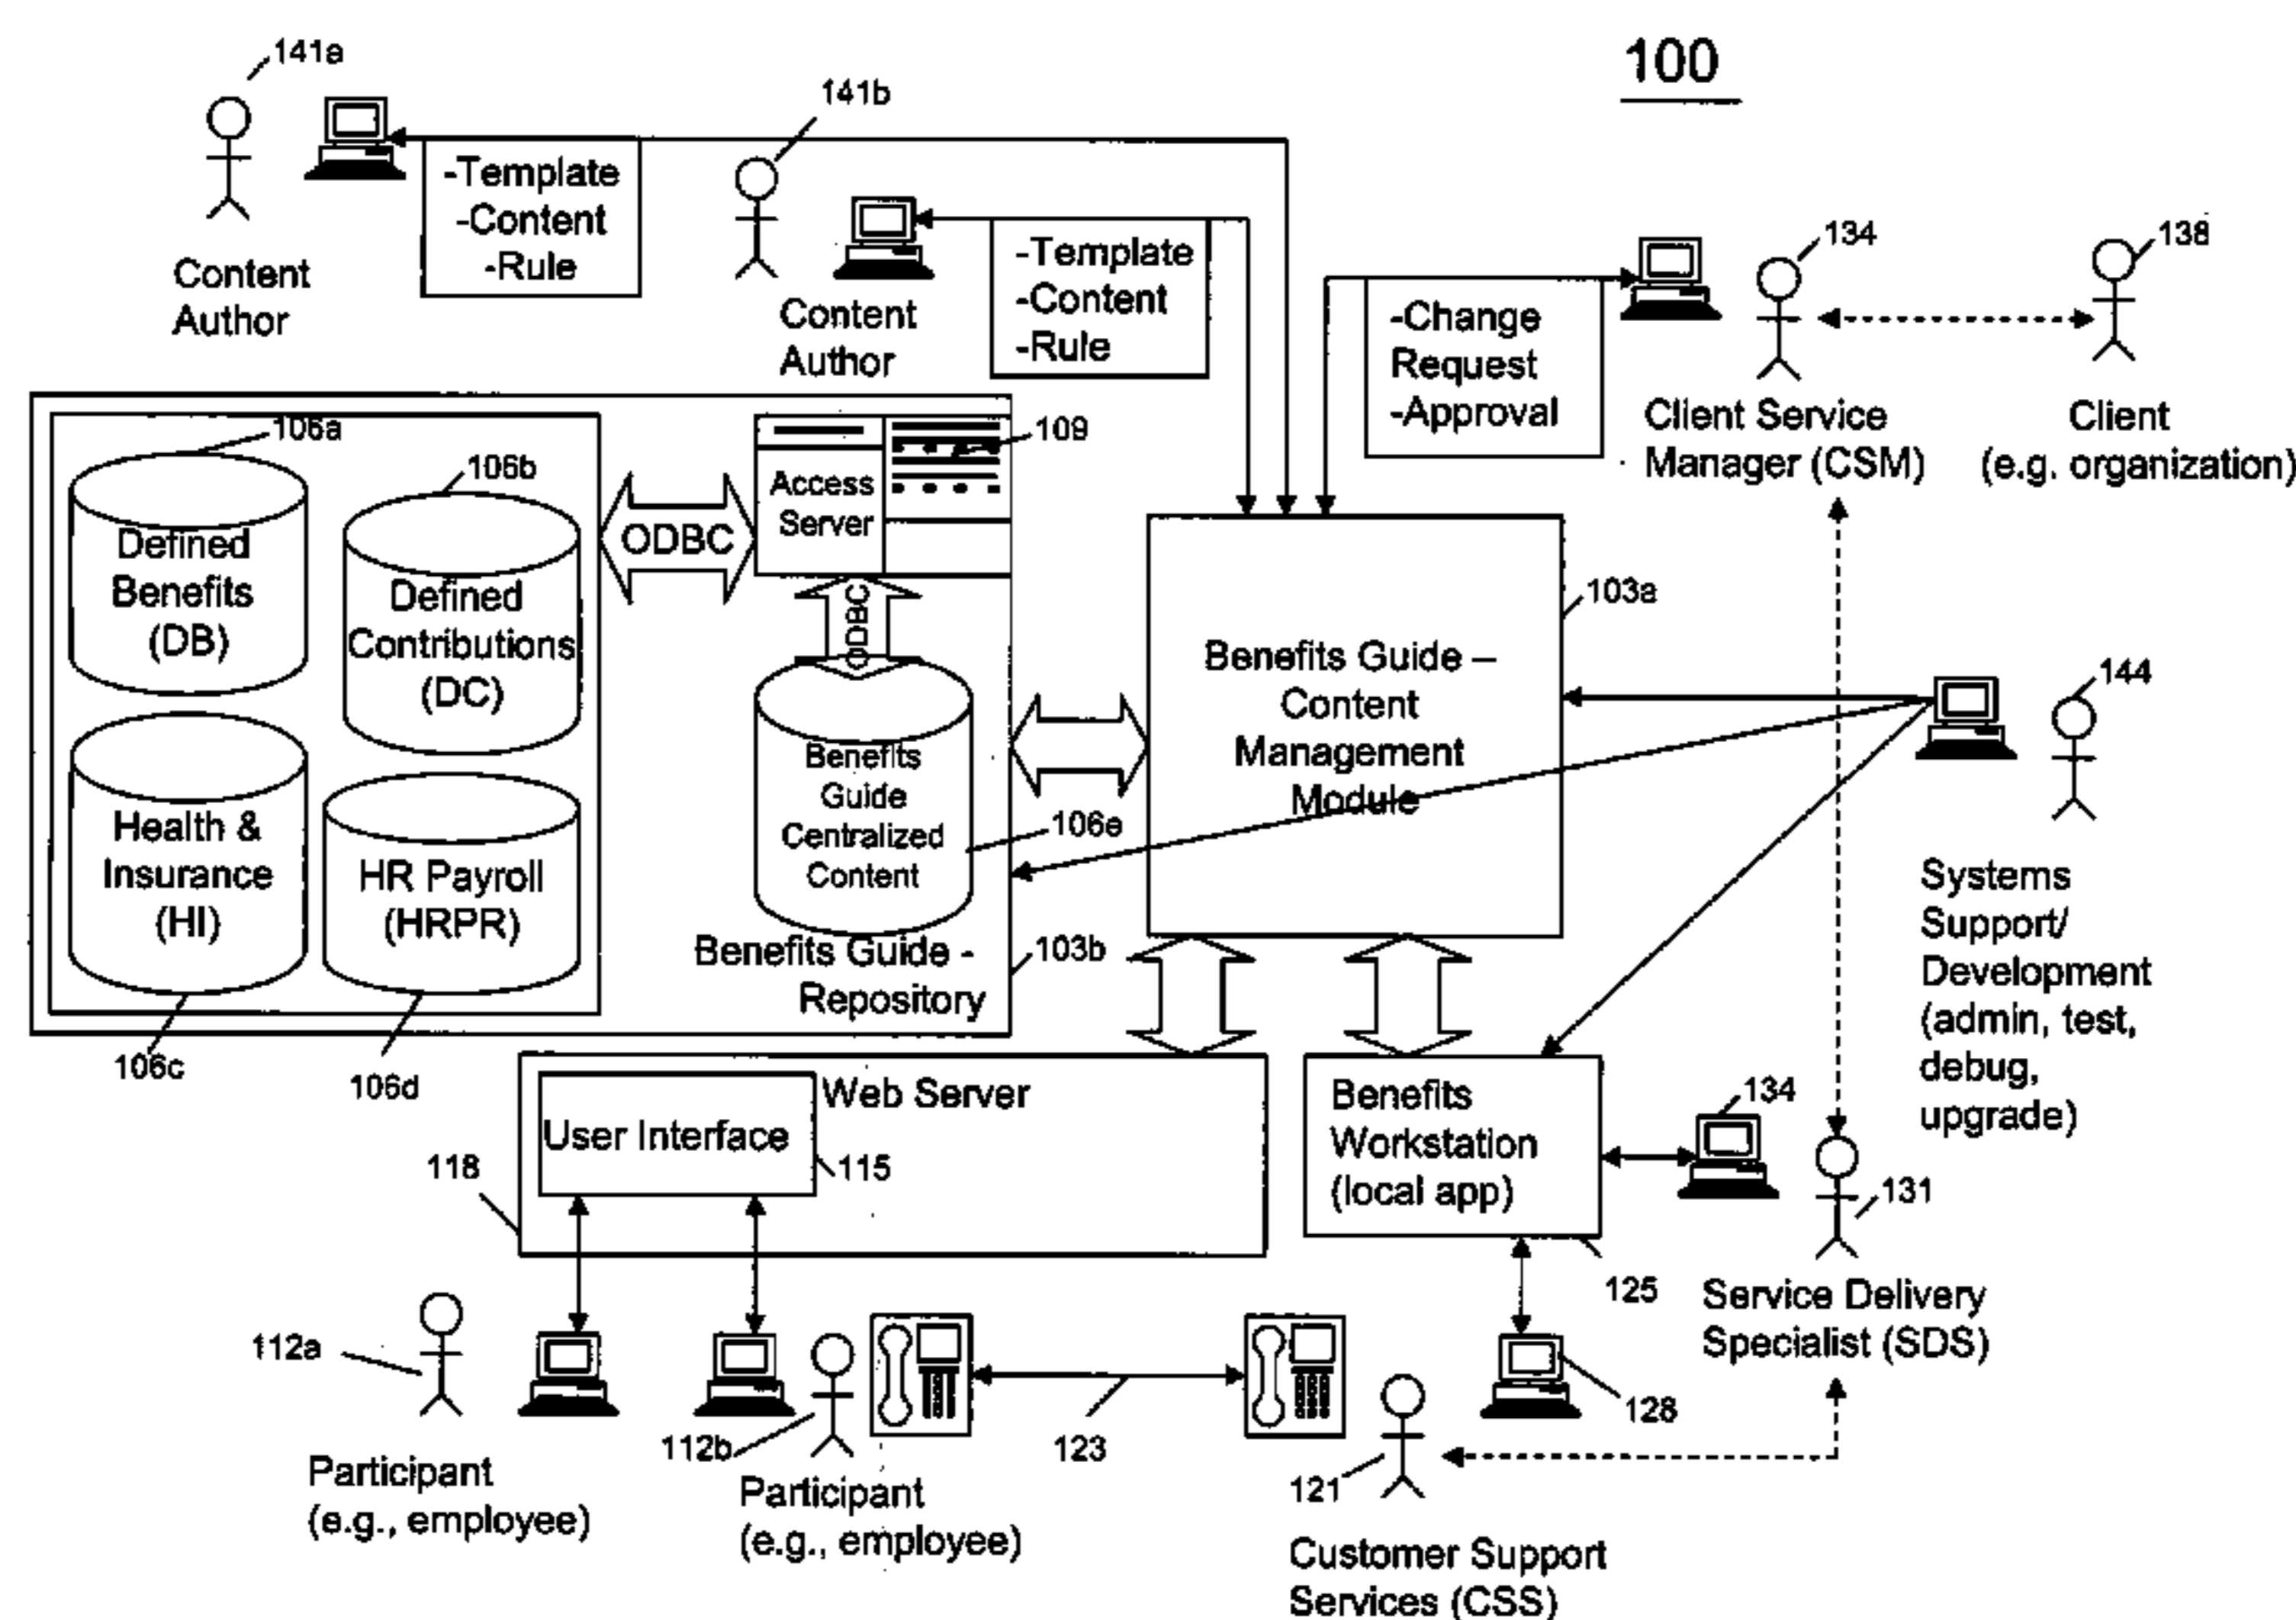 100
141a
141b
-Template
-Content
-Rule
Content
Author
-Template
-Content
-Rule
Content
Author
134
138
-Change
Request
-Approval
Client Service
Manager (CSM)
Client
(e.g. organization)
106a
106b
109
Access
Server
ODBC
ODBC
Defined
Benefits
(DB)
Defined
Contributions
(DC)
Health &
Insurance
(HI)
HR Payroll
(HRPR)
Benefits
Guide
Centralized
Content
106e
Benefits Guide -
Repository
103b
106c
106d
103a
Benefits Guide –
Content
Management
Module
144
Systems
Support/
Development
(admin, test,
debug,
upgrade)
Web Server
User Interface
115
118
Benefits
Workstation
(local app)
134
131
125
Service Delivery
Specialist (SDS)
112a
112b
123
128
121
Participant
(e.g., employee)
Participant
(e.g., employee)
Customer Support
Services (CSS)